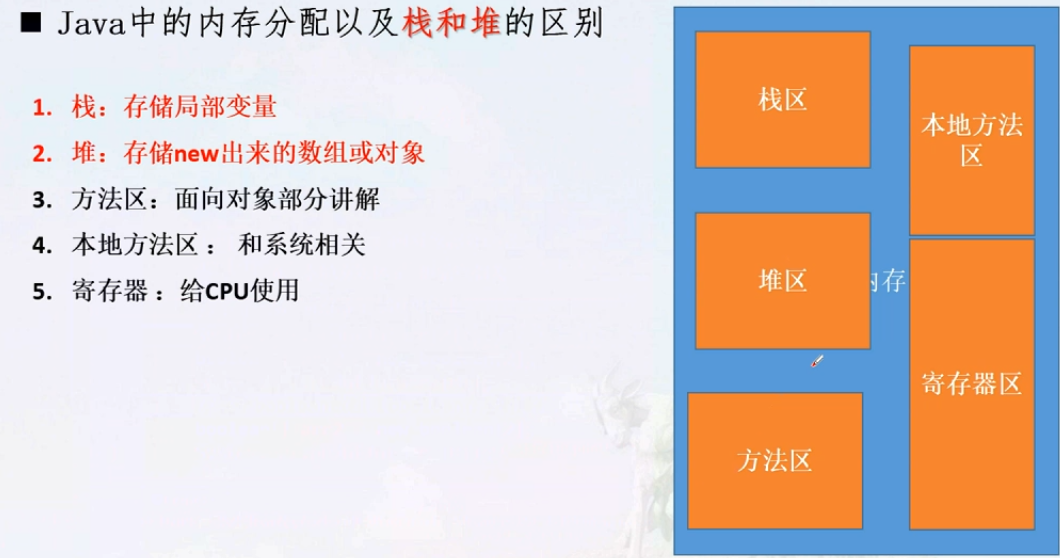 ■ Java中的内存分配以及栈和堆的区别
1. 栈：存储局部变量
2. 堆：存储new出来的数组或对象
3. 方法区：面向对象部分讲解
4. 本地方法区： 和系统相关
5. 寄存器：给CPU使用
栈区
本地方法
区
堆区
内存
寄存器区
方法区